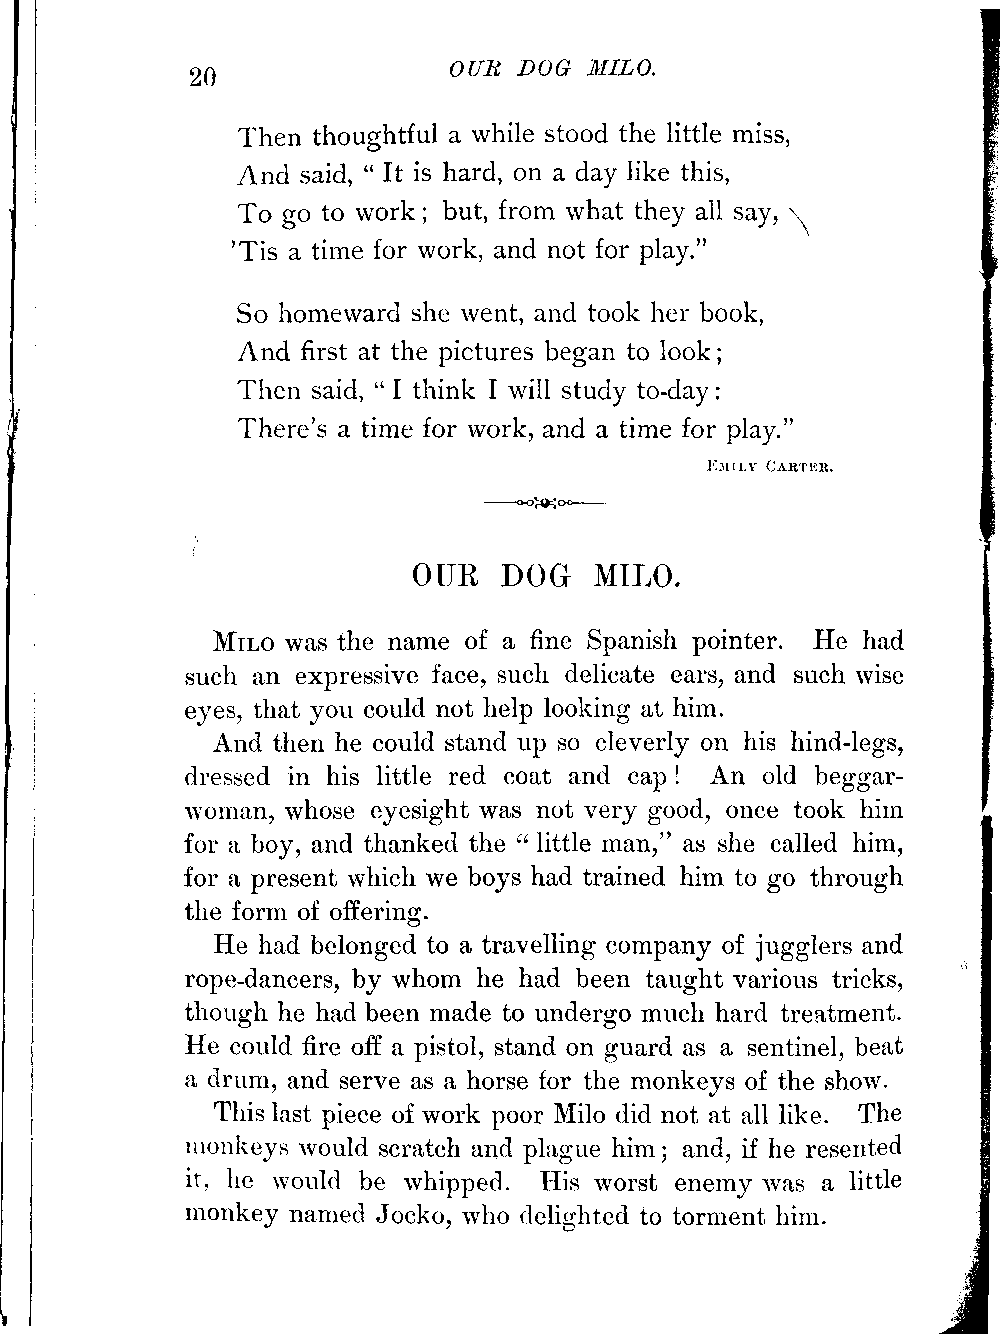 20
OUR DOG MILO.
Then thoughtful a while stood the little miss,
And said, “ It is hard, on a day like this,
To go to work ; but, from what they all say,
’Tis a time for work, and not for play.”
So homeward she went, and took her book,
And first at the pictures began to look ;
Then said, “ I think I will study to-day :
There’s a time for work, and a time for play.”
EMILY CARTER.
OUR DOG MILO.
MILO was the name of a fine Spanish pointer. He had
such an expressive face, such delicate ears, and such wise
eyes, that you could not help looking at him.
And then he could stand up so cleverly on his hind-legs,
dressed in his little red coat and cap ! An old beggar-
woman, whose eyesight was not very good, once took him
for a boy, and thanked the “ little man,” as she called him,
for a present which we boys had trained him to go through
the form of offering.
He had belonged to a travelling company of jugglers and
rope-dancers, by whom he had been taught various tricks,
though he had been made to undergo much hard treatment.
He could fire off a pistol, stand on guard as a sentinel, beat
a drum, and serve as a horse for the monkeys of the show.
This last piece of work poor Milo did not at all like. The
monkeys would scratch and plague him ; and, if he resented
it, he would be whipped. His worst enemy was a little
monkey named Jocko, who delighted to torment him.